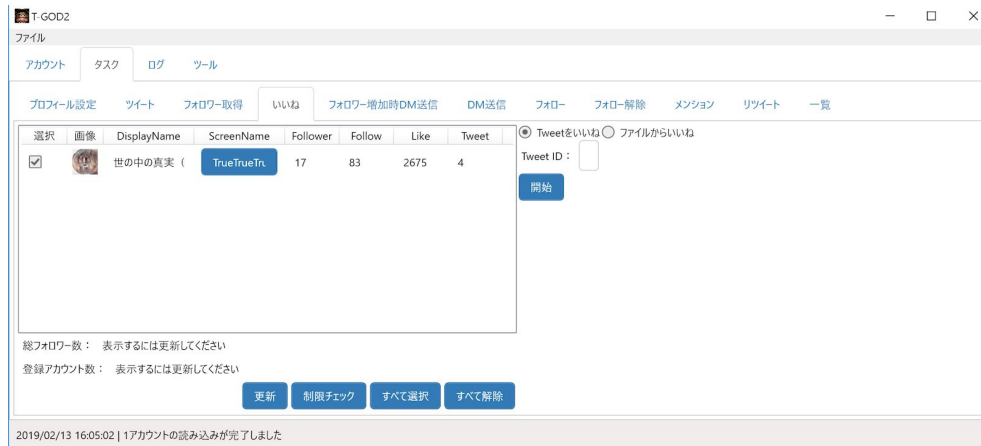 T-GOD2
ファイル
アカウント タスク ログ ツール
プロフィール設定 ツイート フォロワー取得 いいね フォロワー増加時DM送信 DM送信 フォロー フォロー解除 メンション リツイート 一覧
選択 画像 DisplayName ScreenName Follower Follow Like Tweet
世の中の真実 ( TrueTrueTru 17 83 2675 4
Tweetをいいね ファイルからいいね
Tweet ID：
開始
総フォロワー数： 表示するには更新してください
登録アカウント数： 表示するには更新してください
更新 制限チェック すべて選択 すべて解除
2019/02/13 16:05:02 | 1アカウントの読み込みが完了しました